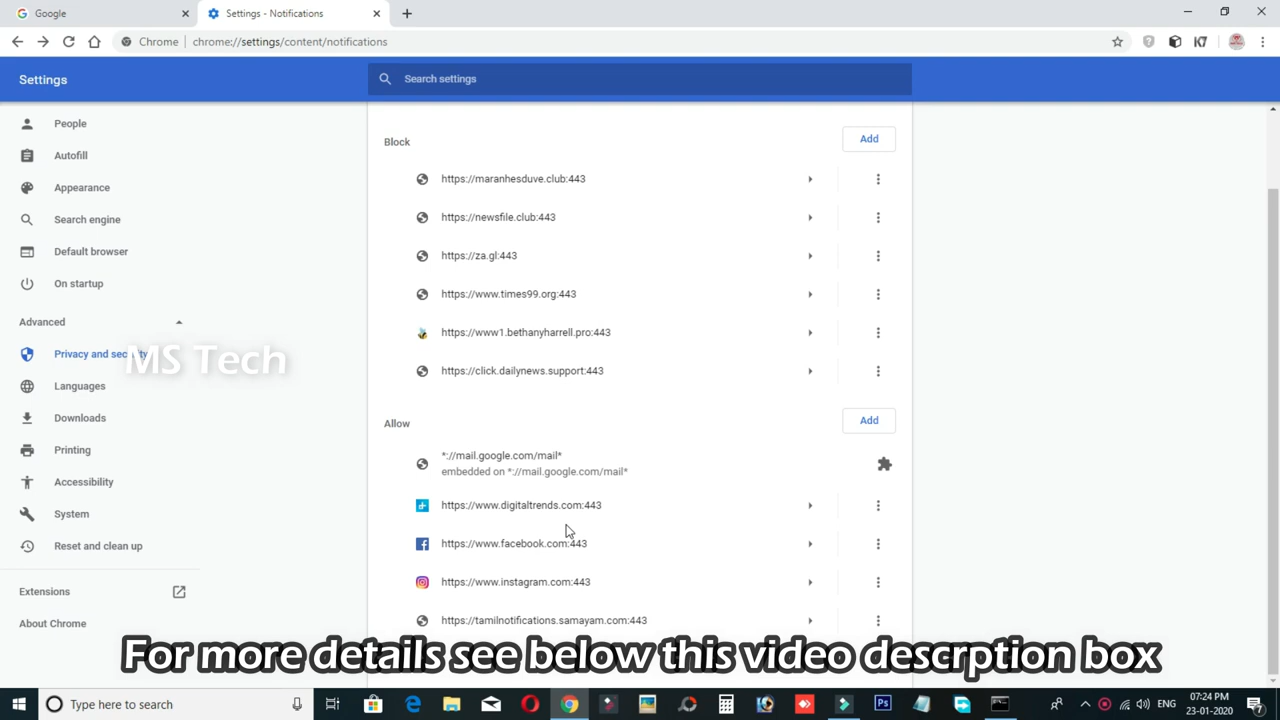 Google
Settings - Notifications
Chrome
chrome://settings/content/notifications
K7
Settings
Search settings
People
Autofill
Appearance
Search engine
Default browser
On startup
Advanced
Privacy and security
Languages
Downloads
Printing
Accessibility
System
Reset and clean up
Extensions
About Chrome
MS Tech
Block
Add
https://maranhesduve.club:443
https://newsfile.club:443
https://za.gl:443
https://www.times99.org:443
https://www1.bethanyharrell.pro:443
https://click.dailynews.support:443
Allow
Add
*://mail.google.com/mail*
embedded on *://mail.google.com/mail*
https://www.digitaltrends.com:443
https://www.facebook.com:443
https://www.instagram.com:443
https://tamilnotifications.samayam.com:443
For more details see below this video descrption box
Type here to search
Ps
ENG
07:24 PM
23-01-2020